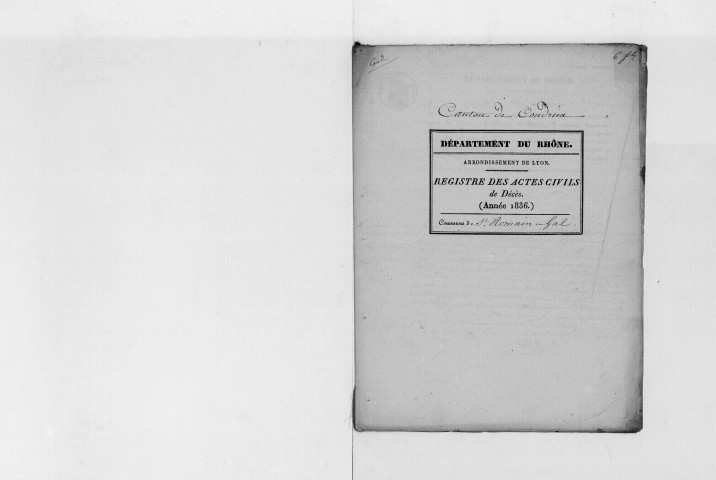 Cond.
Canton de Condrieu
DÉPARTEMENT DU RHÔNE.
ARRONDISSEMENT DE LYON.
REGISTRE DES ACTES CIVILS
de Décès.
(Année 1836.)
Commune de St. Romain en Gal.